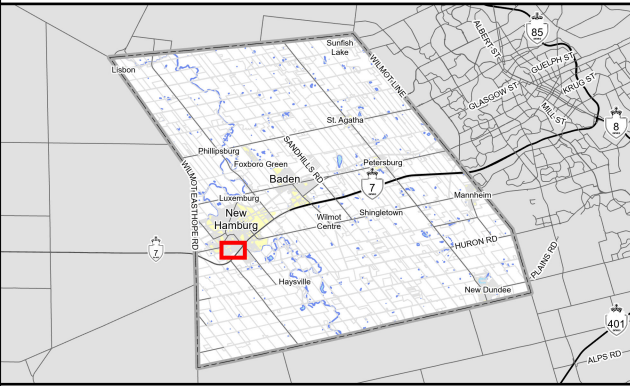 ALBERT ST
85
Sunfish
Lake
WILMOT LINE
GUELPH ST
Lisbon
KRUG ST
GLASGOW ST
MILL ST
St. Agatha
8
SANDHILLS RD
Phillipsburg
Foxboro Green
Petersburg
WILMOT-EASTHOPE RD
Baden
7
Luxemburg
Mannheim
New
Hamburg
Wilmot
Centre
Shingletown
HURON RD
7
PLAINS RD
Haysville
New Dundee
401
ALPS RD